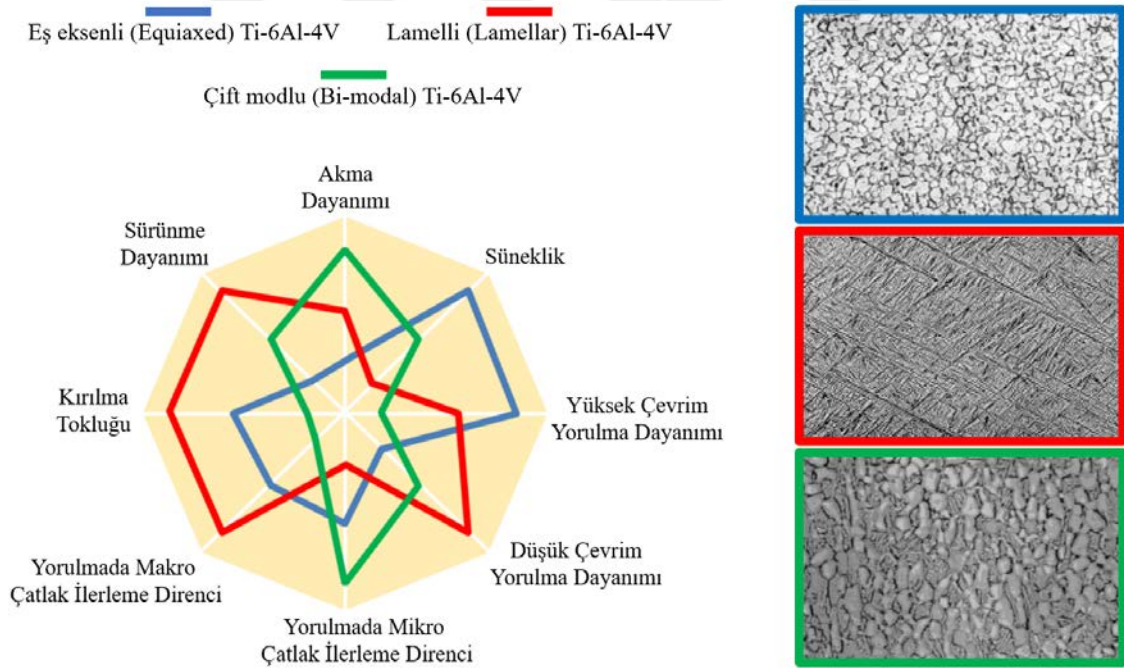 Eş eksenli (Equiaxed) Ti-6Al-4V
Lamelli (Lamellar) Ti-6Al-4V
Çift modlu (Bi-modal) Ti-6Al-4V
Akma
Dayanımı
Sürünme
Dayanımı
Süneklik
Kırılma
Tokluğu
Yüksek Çevrim
Yorulma Dayanımı
Düşük Çevrim
Yorulma Dayanımı
Yorulmada Makro
Çatlak İlerleme Direnci
Yorulmada Mikro
Çatlak İlerleme Direnci